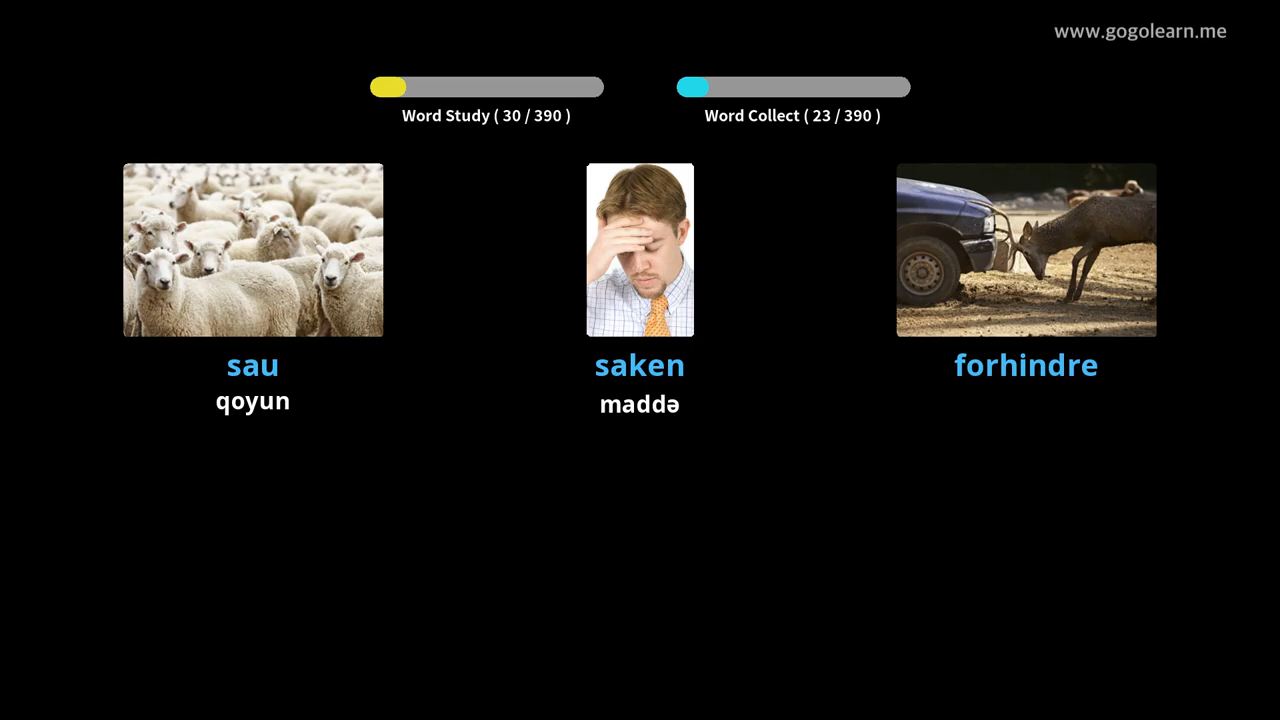 www.gogolearn.me
Word Study ( 30 / 390 )
Word Collect ( 23 / 390 )
sau
saken
forhindre
qoyun
maddə